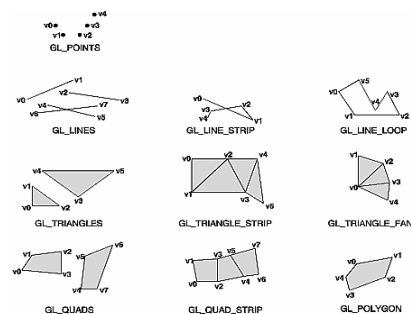 v4
v0 v3
v1 v2
GL_POINTS
v1
v2
v0 v4 v7 v3
v6 v5
GL_LINES
v0
v3 v2
v4 v1
GL_LINE_STRIP
v5
v0
v4 v3
v1 v2
GL_LINE_LOOP
v4 v5
v1
v3
v0 v2
GL_TRIANGLES
v0 v2 v4
v1 v3
v5
GL_TRIANGLE_STRIP
v1
v2
v0 v3
v4
GL_TRIANGLE_FAN
v1 v2 v6
v5
v0 v3
v4 v7
GL_QUADS
v1 v3 v5 v7
v0 v2 v4 v6
GL_QUAD_STRIP
v0 v1
v4
v3 v2
GL_POLYGON